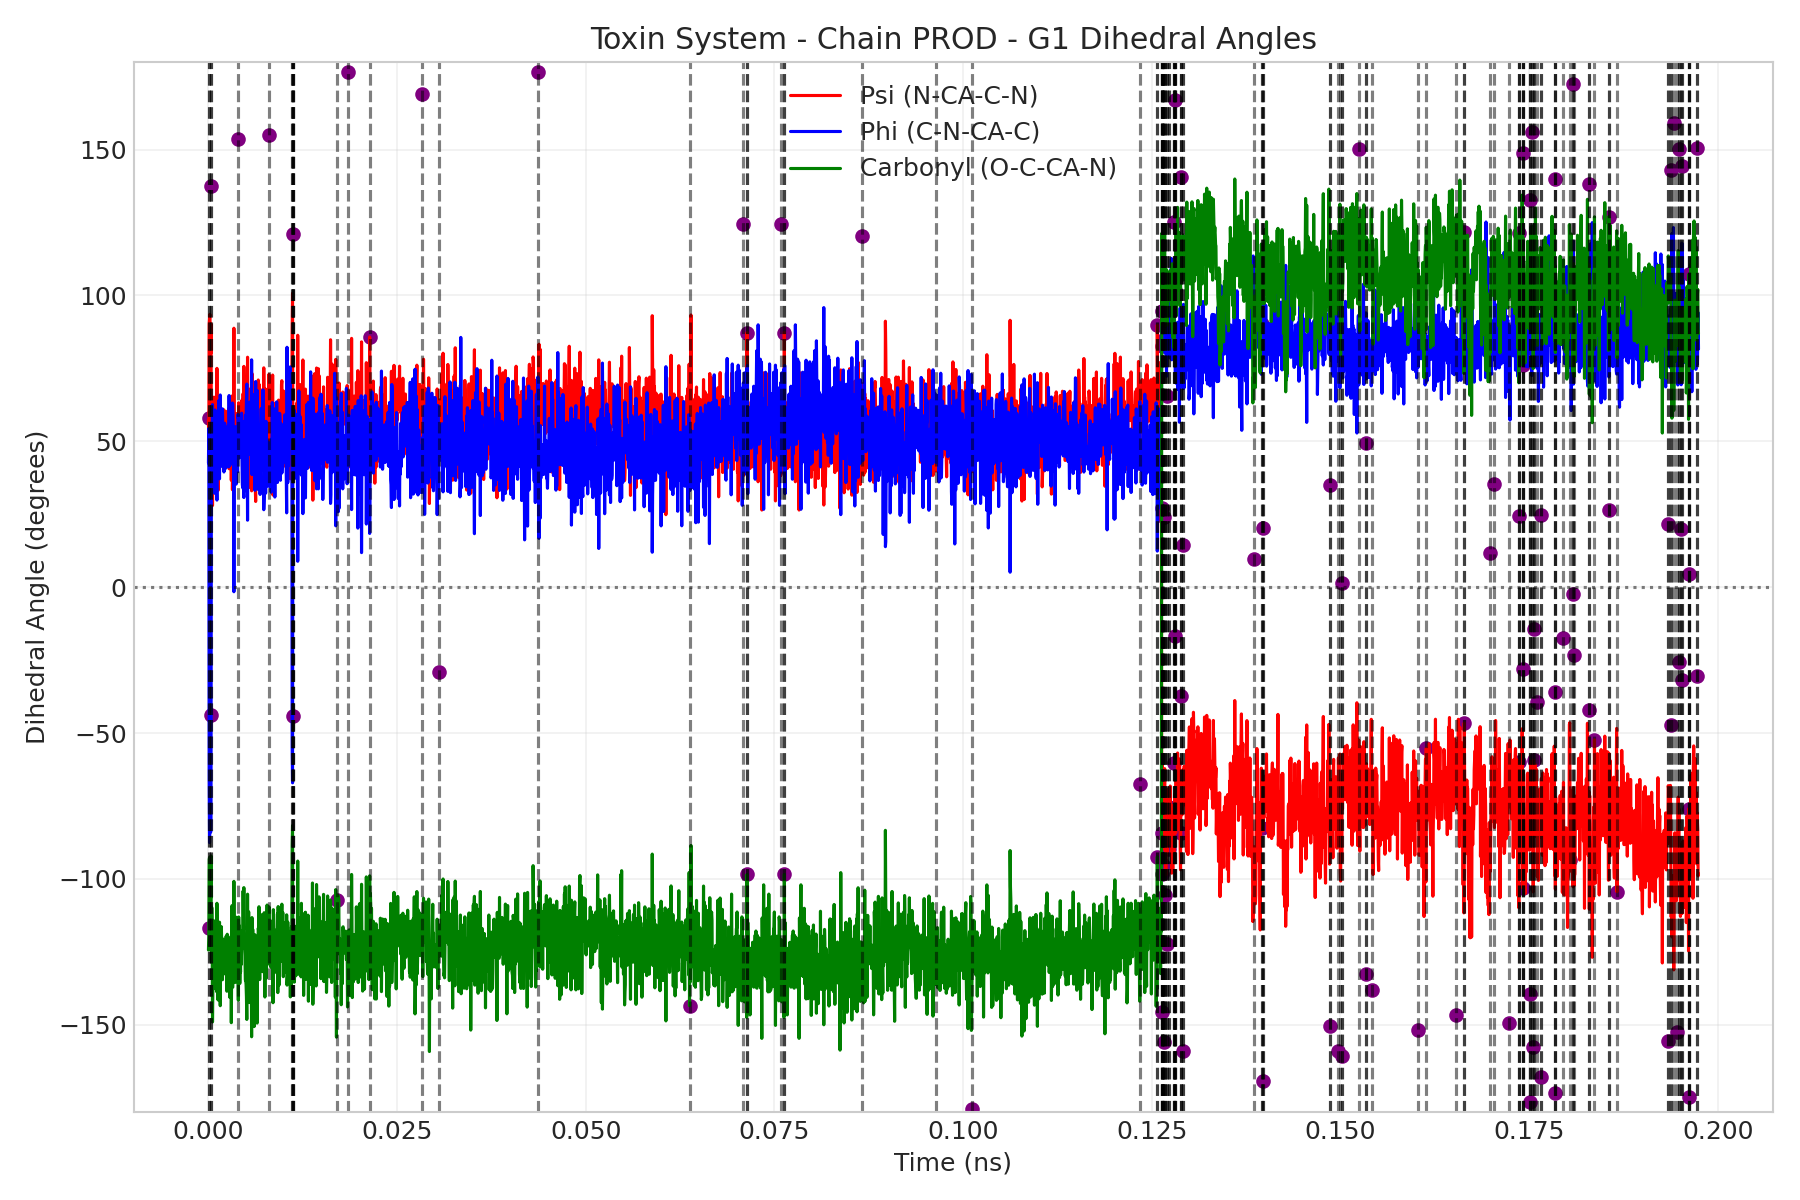 Toxin System - Chain PROD - G1 Dihedral Angles
Psi (N-CA-C-N)
Phi (C-N-CA-C)
Carbonyl (O-C-CA-N)
Dihedral Angle (degrees)
150
100
50
0
−50
−100
−150
0.000 0.025 0.050 0.075 0.100 0.125 0.150 0.175 0.200
Time (ns)